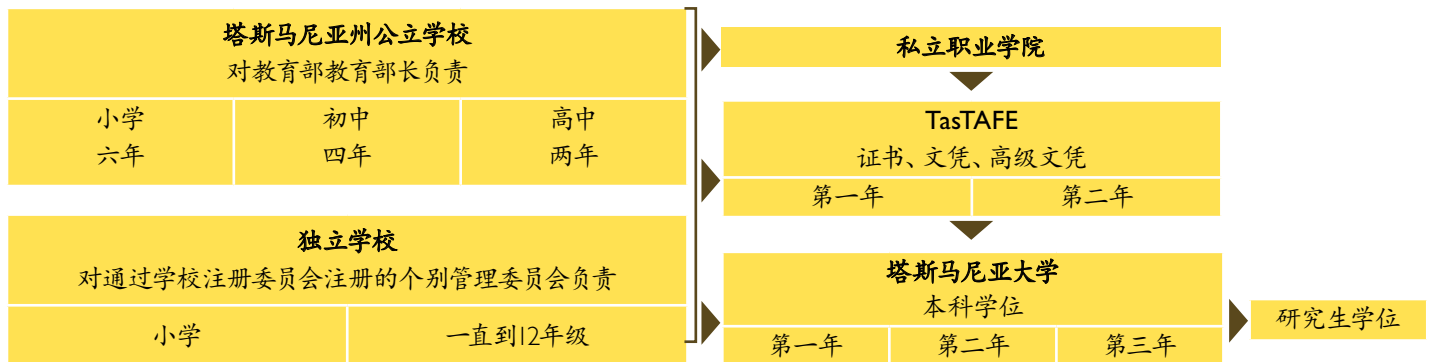 塔斯马尼亚州公立学校
对教育部教育部长负责
小学
六年
初中
四年
高中
两年
独立学校
对通过学校注册委员会注册的个别管理委员会负责
小学
一直到12年级
私立职业学院
TasTAFE
证书、文凭、高级文凭
第一年
第二年
塔斯马尼亚大学
本科学位
第一年
第二年
第三年
研究生学位